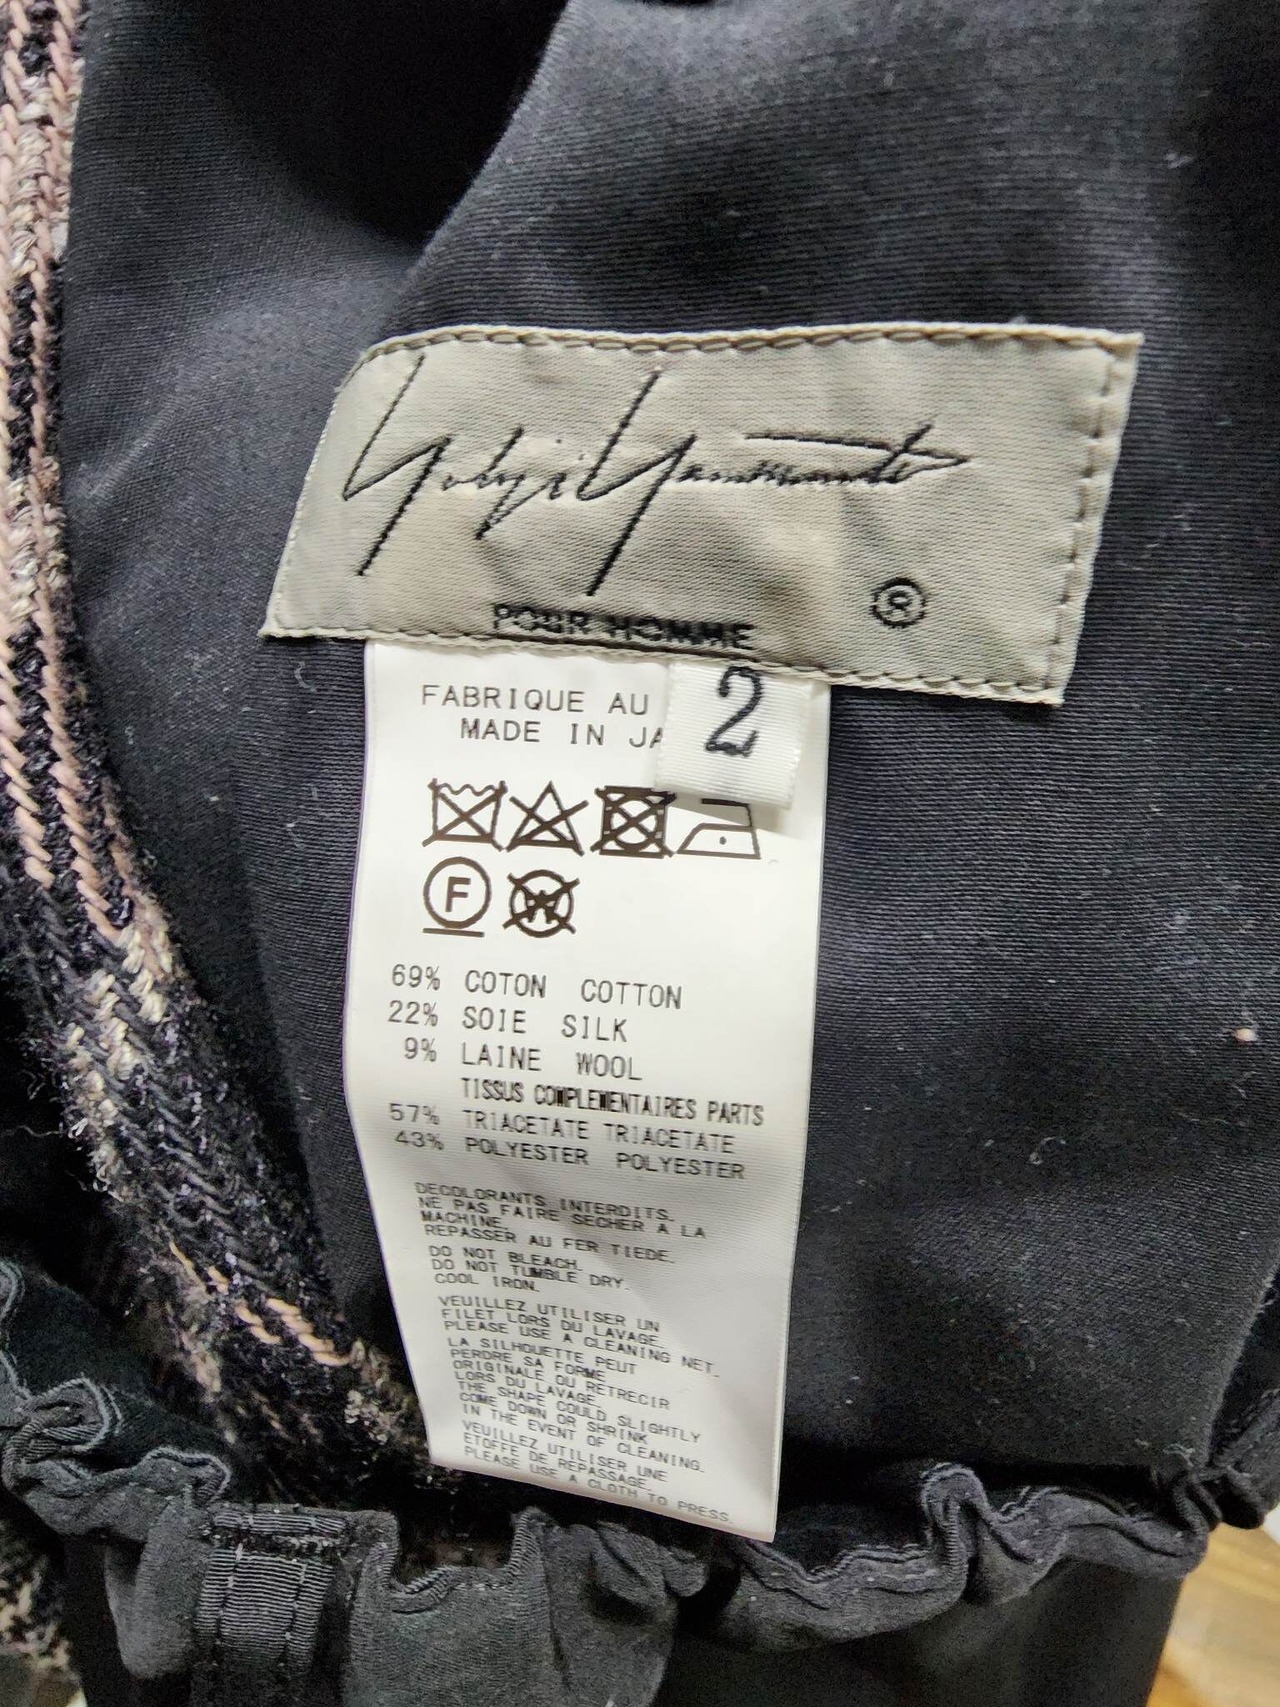 Yohji Yamamoto
®
POUR HOMME
2
FABRIQUE AU
MADE IN JA
F
W
69% COTON COTTON
22% SOIE SILK
9% LAINE WOOL
TISSUS COMPLEMENTAIRES PARTS
57% TRIACETATE TRIACETATE
43% POLYESTER POLYESTER
DECOLORANTS INTERDITS.
NE PAS FAIRE SECHER A LA
MACHINE.
REPASSER AU FER TIEDE.
DO NOT BLEACH.
DO NOT TUMBLE DRY.
COOL IRON.
VEUILLEZ UTILISER UN
FILET LORS DU LAVAGE.
PLEASE USE A CLEANING NET.
LA SILHOUETTE PEUT
PERDRE SA FORME
ORIGINALE OU RETRECIR
LORS DU LAVAGE.
THE SHAPE COULD SLIGHTLY
COME DOWN OR SHRINK
IN THE EVENT OF CLEANING.
VEUILLEZ UTILISER UNE
ETOFFE DE REPASSAGE.
PLEASE USE A CLOTH TO PRESS.